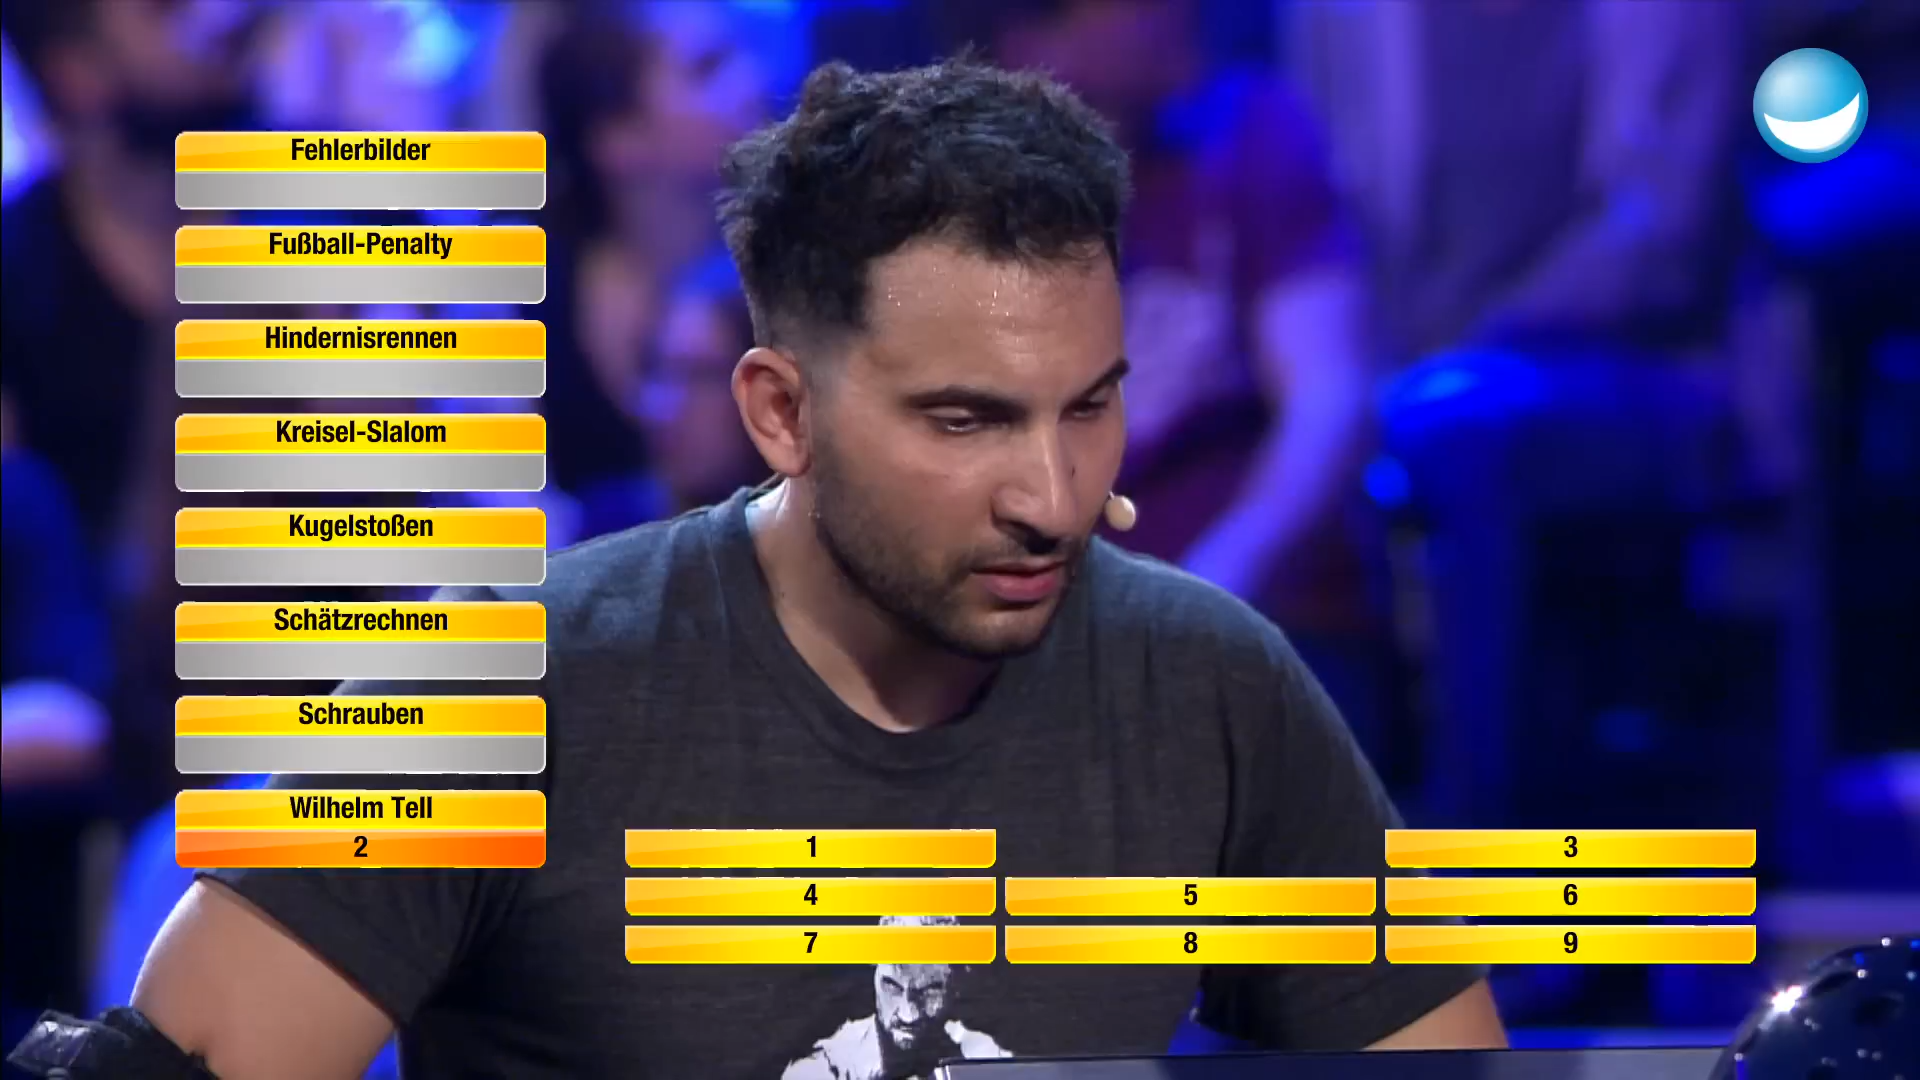 Fehlerbilder
Fußball-Penalty
Hindernisrennen
Kreisel-Slalom
Kugelstoßen
Schätzrechnen
Schrauben
Wilhelm Tell
2
1
3
4
5
6
7
8
9